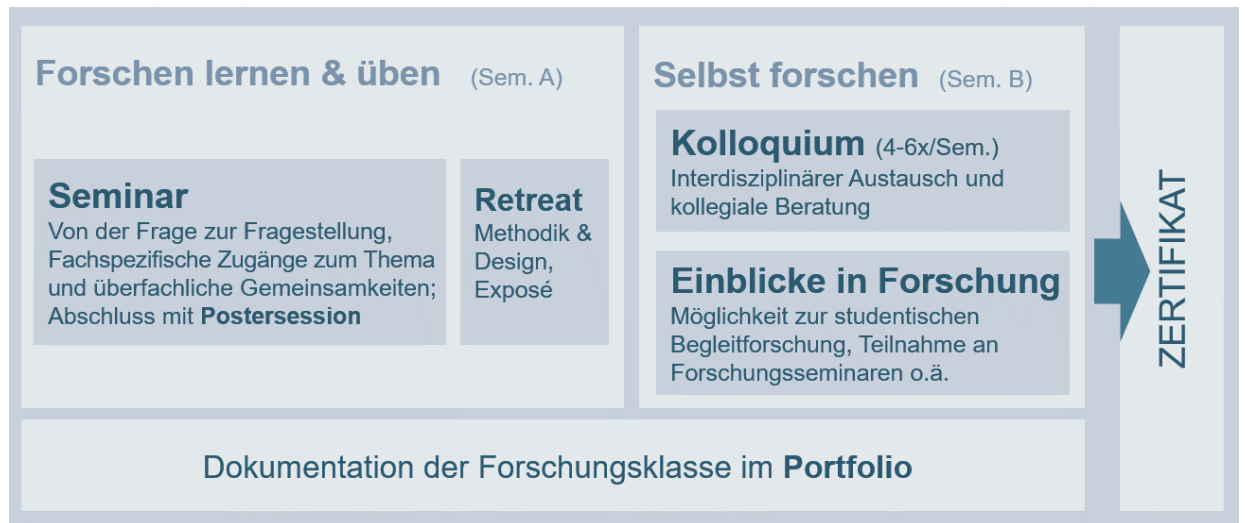 Forschen lernen & üben (Sem. A)
Seminar
Von der Frage zur Fragestellung,
Fachspezifische Zugänge zum Thema
und überfachliche Gemeinsamkeiten;
Abschluss mit Postersession
Retreat
Methodik &
Design,
Exposé
Selbst forschen (Sem. B)
Kolloquium (4-6x/Sem.)
Interdisziplinärer Austausch und
kollegiale Beratung
Einblicke in Forschung
Möglichkeit zur studentischen
Begleitforschung, Teilnahme an
Forschungsseminaren o.ä.
Dokumentation der Forschungsklasse im Portfolio
ZERTIFIKAT